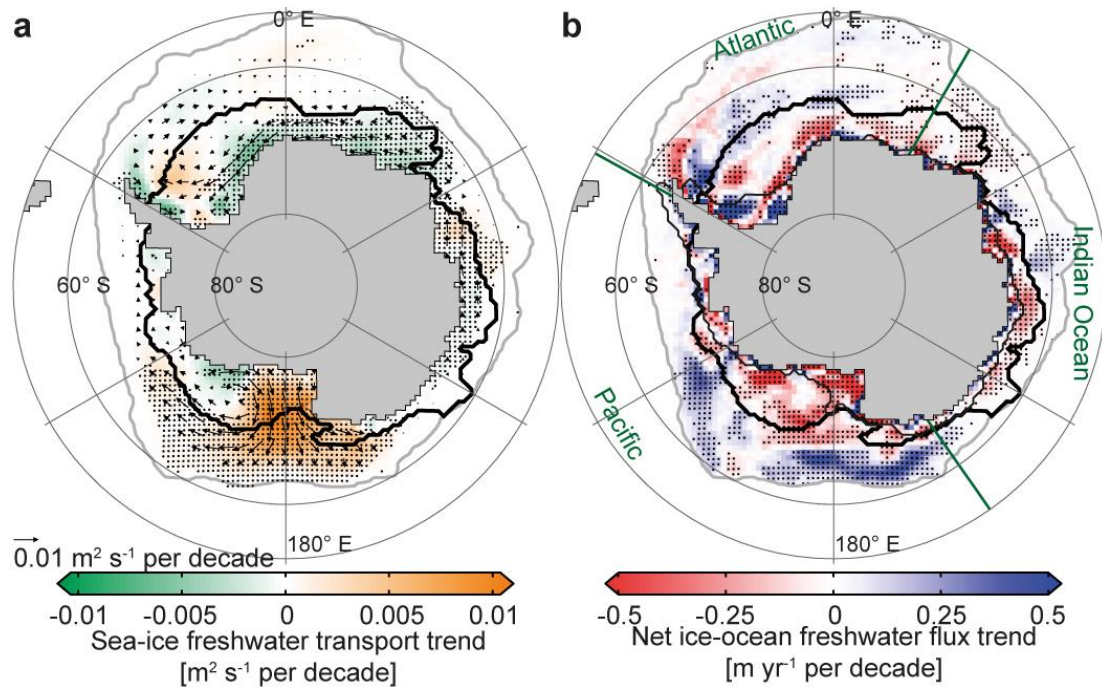 a
0° E
60° S
80° S
180° E
0.01 m² s⁻¹ per decade
-0.01 -0.005 0 0.005 0.01
Sea-ice freshwater transport trend
[m² s⁻¹ per decade]
b
0° E
Atlantic
Indian Ocean
Pacific
60° S
80° S
180° E
-0.5 -0.25 0 0.25 0.5
Net ice-ocean freshwater flux trend
[m yr⁻¹ per decade]